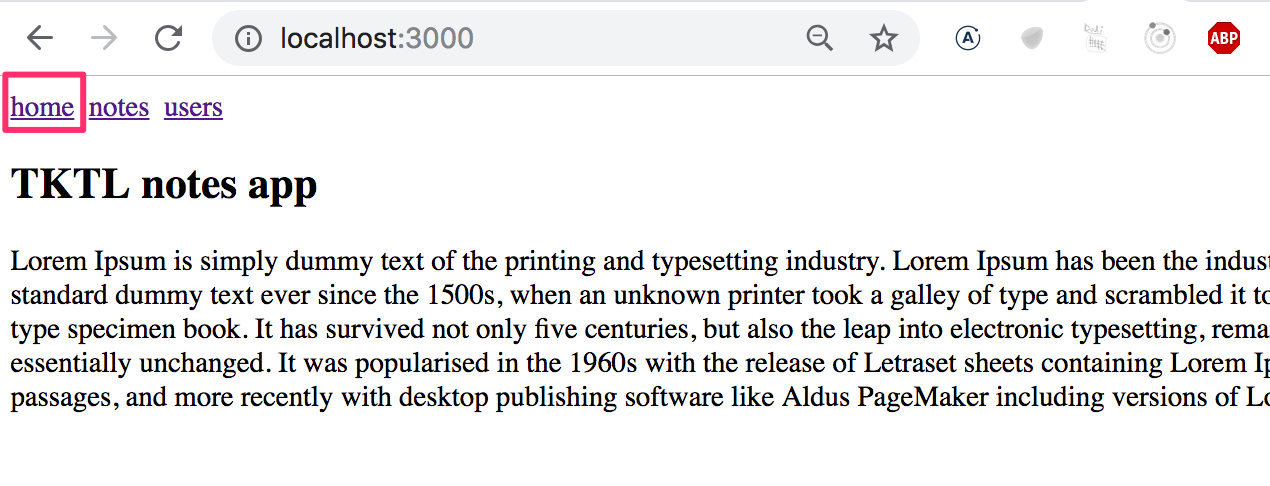 localhost:3000
A
ABP
home notes users
TKTL notes app
Lorem Ipsum is simply dummy text of the printing and typesetting industry. Lorem Ipsum has been the
standard dummy text ever since the 1500s, when an unknown printer took a galley of type and scrambled it to
type specimen book. It has survived not only five centuries, but also the leap into electronic typesetting,
essentially unchanged. It was popularised in the 1960s with the release of Letraset sheets containing Lorem
passages, and more recently with desktop publishing software like Aldus PageMaker including versions of